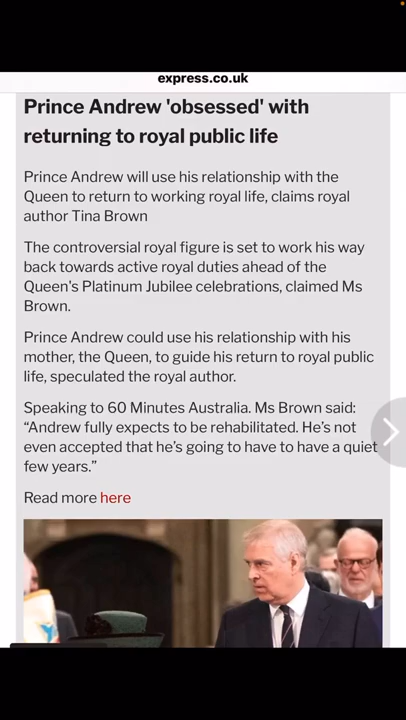 express.co.uk
Prince Andrew 'obsessed' with
returning to royal public life
Prince Andrew will use his relationship with the
Queen to return to working royal life, claims royal
author Tina Brown
The controversial royal figure is set to work his way
back towards active royal duties ahead of the
Queen's Platinum Jubilee celebrations, claimed Ms
Brown.
Prince Andrew could use his relationship with his
mother, the Queen, to guide his return to royal public
life, speculated the royal author.
Speaking to 60 Minutes Australia. Ms Brown said:
“Andrew fully expects to be rehabilitated. He’s not
even accepted that he’s going to have to have a quiet
few years.”
Read more here